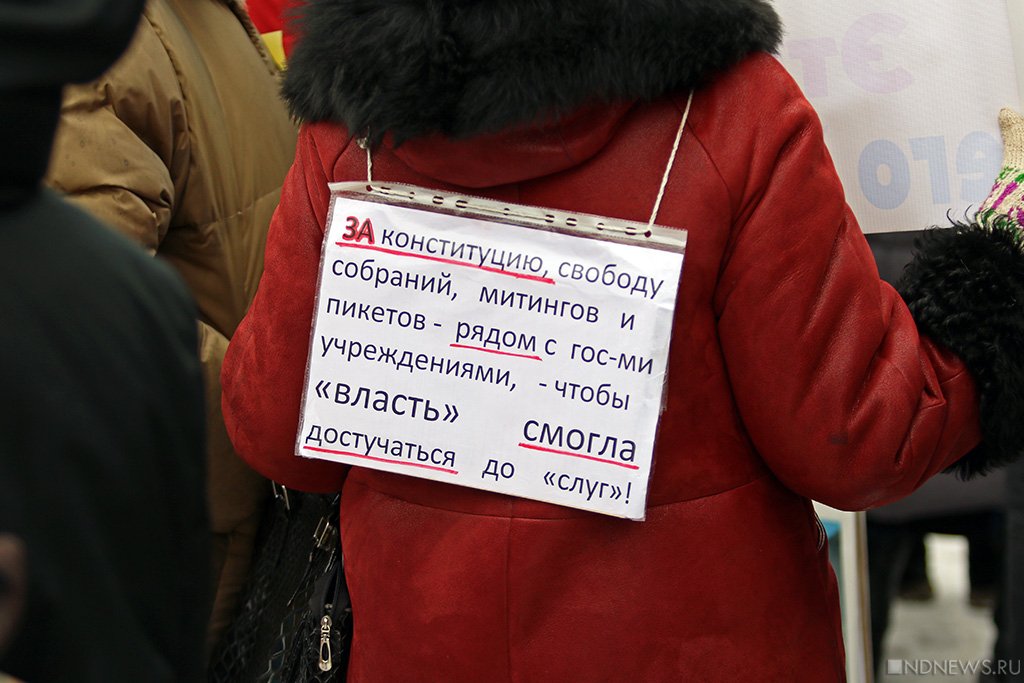 ЗА конституцию, свободу
собраний, митингов и
пикетов - рядом с гос-ми
учреждениями, - чтобы
«власть» смогла
достучаться до «слуг»!
NDNEWS.RU